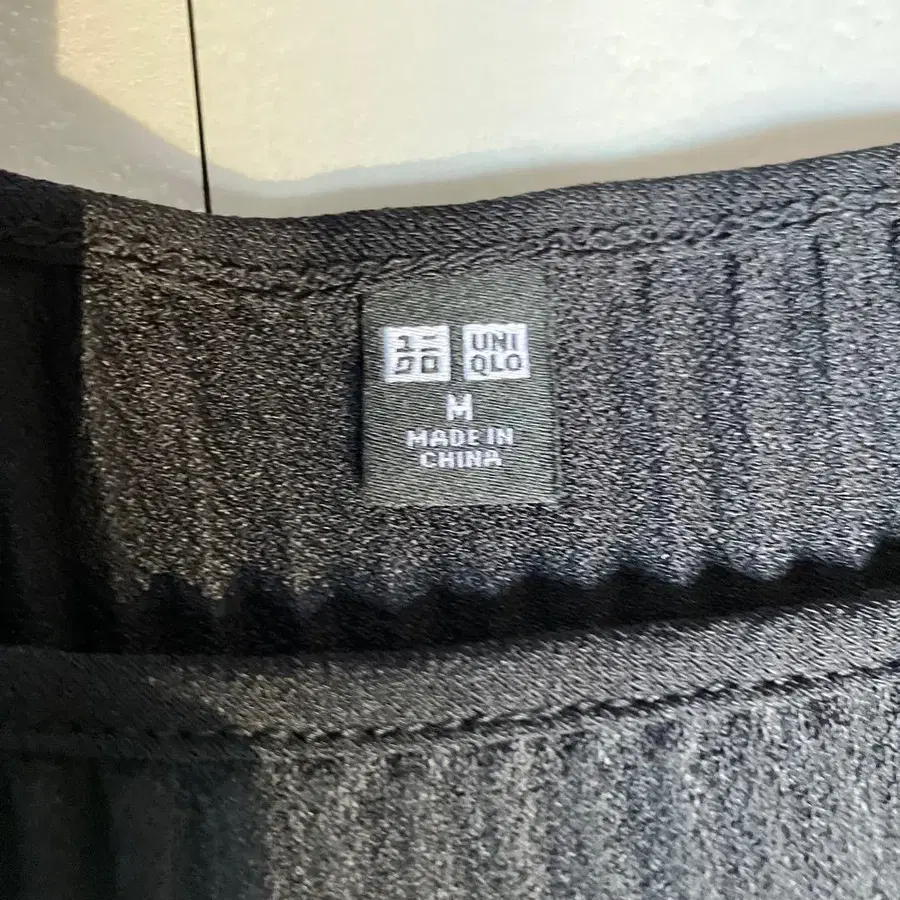 ユニ UNI
クロ QLO
M
MADE IN
CHINA